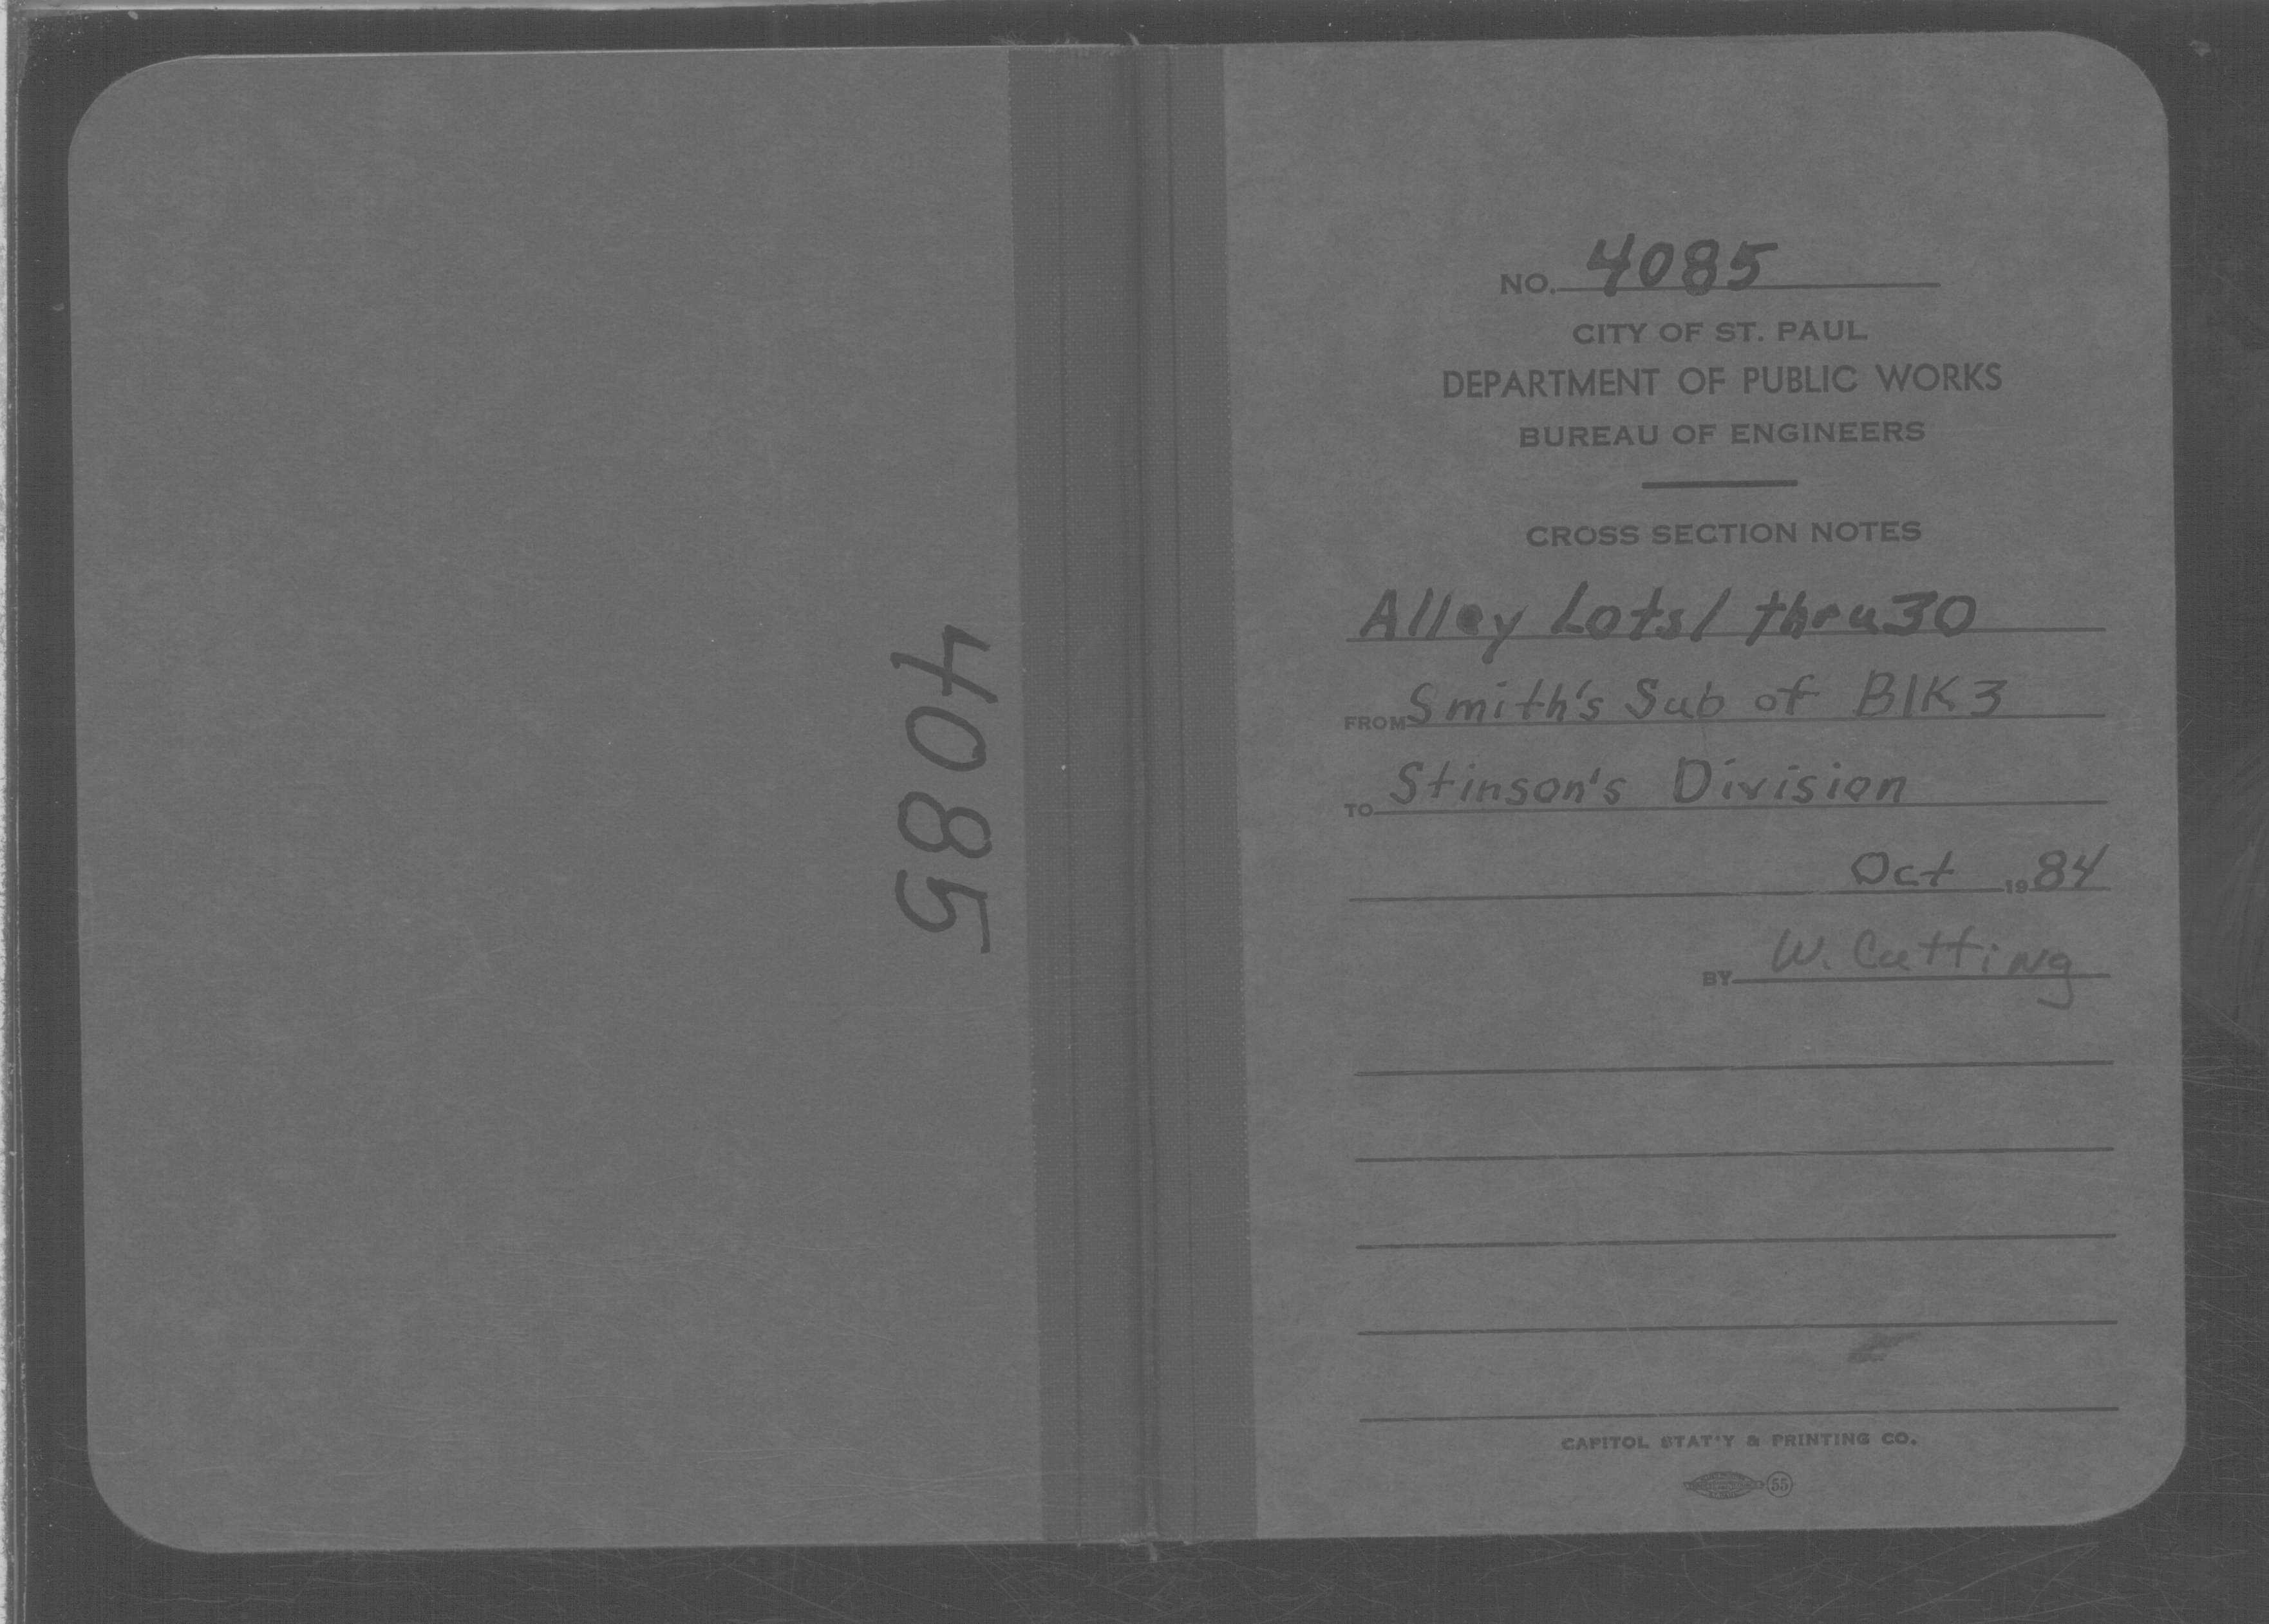 4085
NO. 4085
CITY OF ST. PAUL
DEPARTMENT OF PUBLIC WORKS
BUREAU OF ENGINEERS
CROSS SECTION NOTES
Alley Lots 1 thru 30
FROM Smith's Sub of Blk 3
TO Stinson's Division
Oct 1984
BY W. Cutting
CAPITOL STAT'Y & PRINTING CO.
55